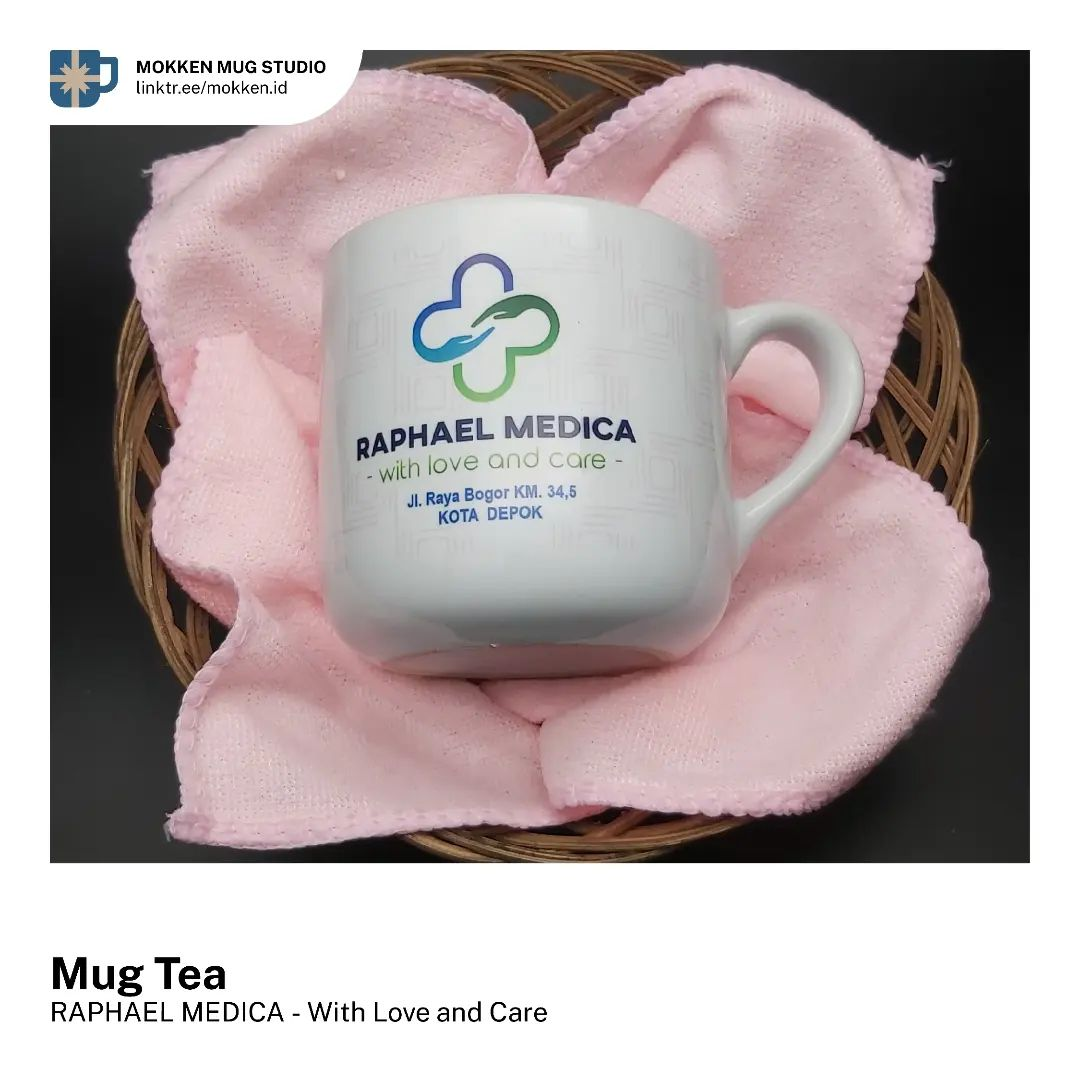 MOKKEN MUG STUDIO
linktr.ee/mokken.id
RAPHAEL MEDICA
- with love and care -
Jl. Raya Bogor KM. 34,5
KOTA DEPOK
Mug Tea
RAPHAEL MEDICA - With Love and Care